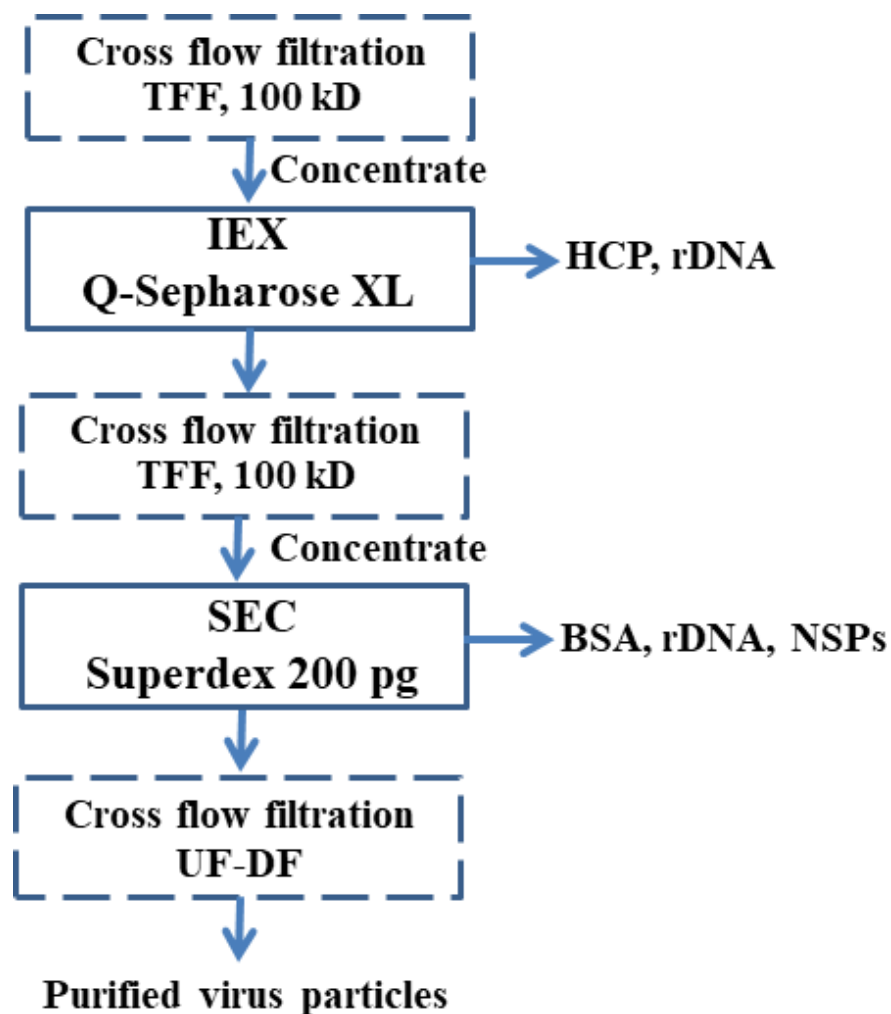 Cross flow filtration
TFF, 100 kD
Concentrate
IEX
Q-Sepharose XL
HCP, rDNA
Cross flow filtration
TFF, 100 kD
Concentrate
SEC
Superdex 200 pg
BSA, rDNA, NSPs
Cross flow filtration
UF-DF
Purified virus particles